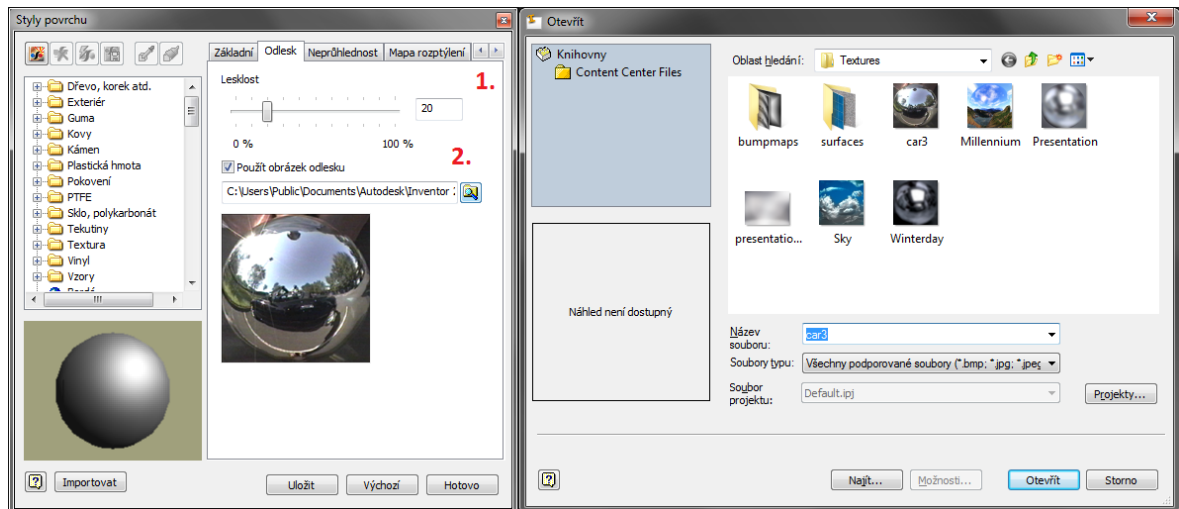 Styly povrchu
Základní
Odlesk
Neprůhlednost
Mapa rozptýlení
Dřevo, korek atd.
Exteriér
Guma
Kovy
Kámen
Plastická hmota
Pokovení
PTFE
Sklo, polykarbonát
Tekutiny
Textura
Vinyl
Vzory
Lesklost
1.
20
0 %
100 %
2.
Použít obrázek odlesku
C:\Users\Public\Documents\Autodesk\Inventor
Importovat
Uložit
Výchozí
Hotovo
Otevřít
Knihovny
Content Center Files
Náhled není dostupný
Oblast hledání:
Textures
bumpmaps
surfaces
car3
Millennium
Presentation
presentatio...
Sky
Winterday
Název
souboru:
car3
Soubory typu:
Všechny podporované soubory (*.bmp; *.jpg; *.jpeg
Soubor
projektu:
Default.ipj
Projekty...
Najít...
Možnosti...
Otevřít
Storno